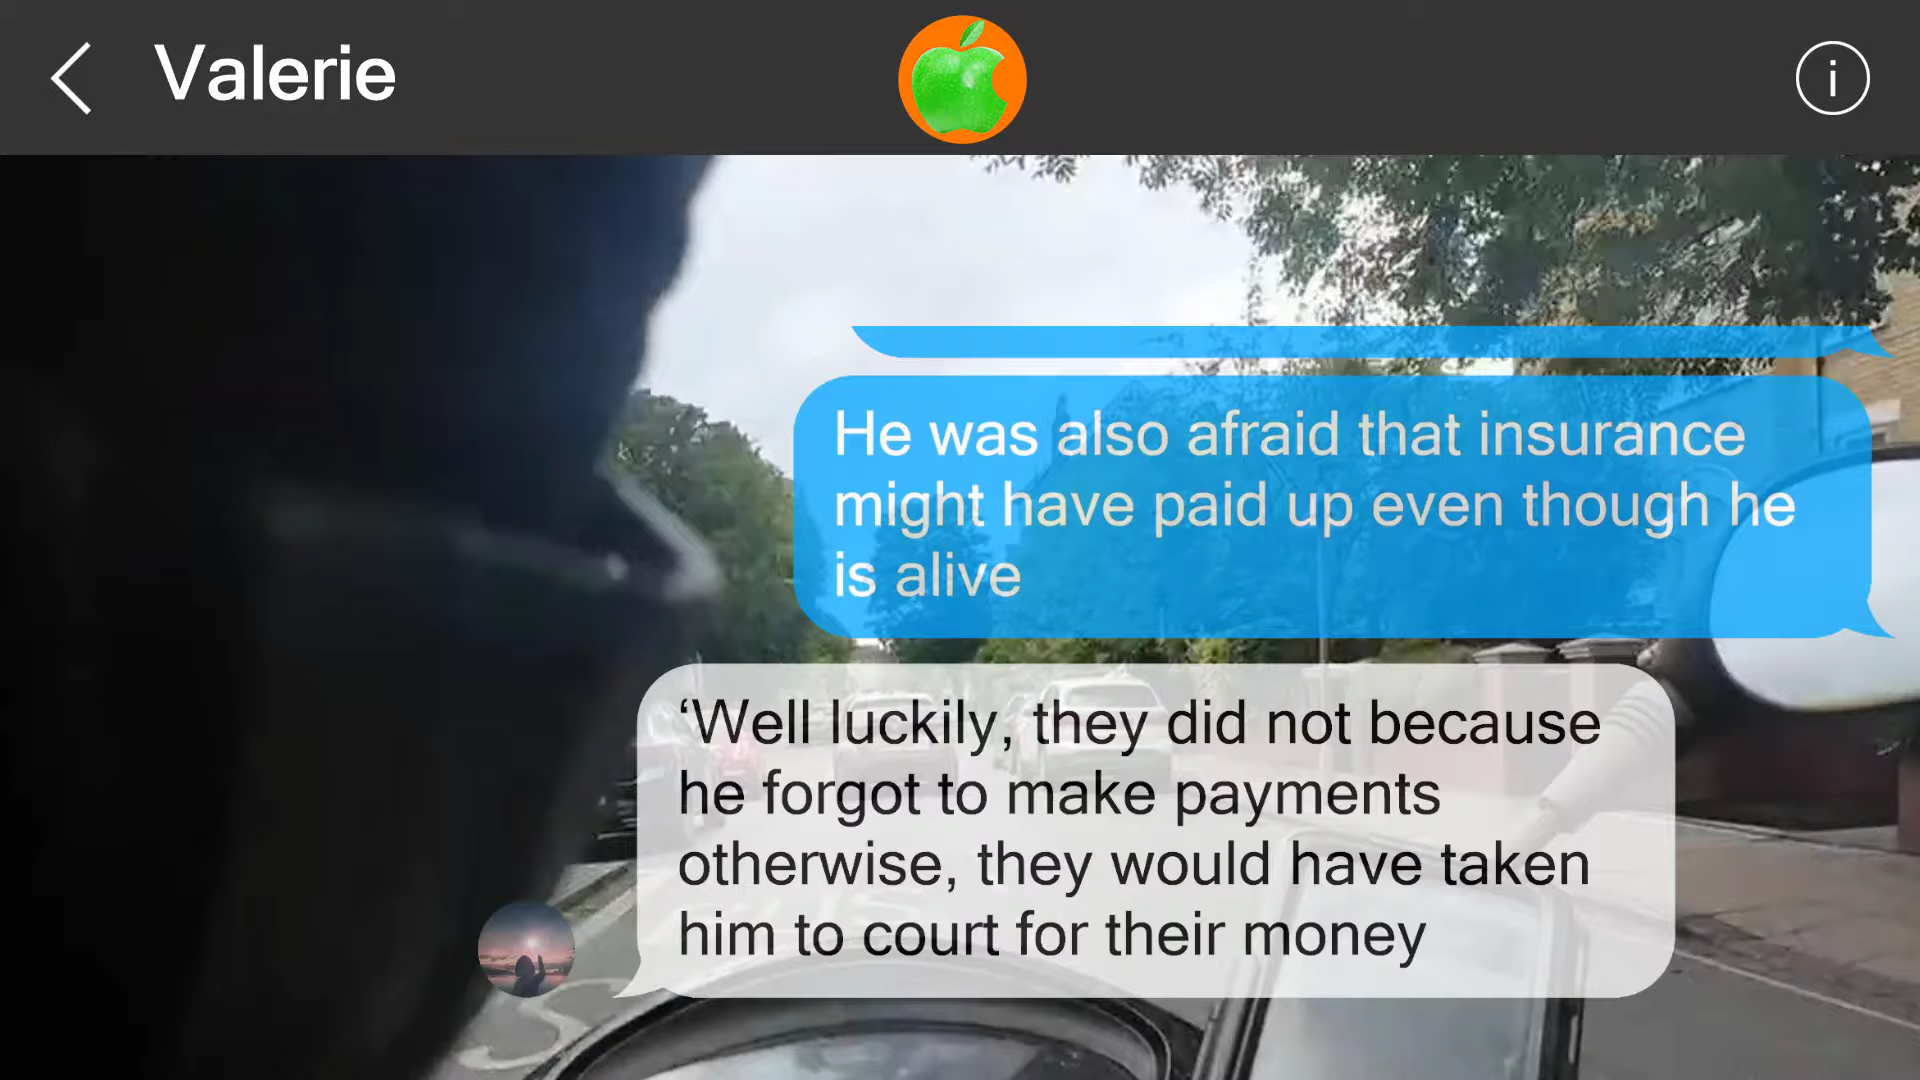 Valerie
i
He was also afraid that insurance
might have paid up even though he
is alive
‘Well luckily, they did not because
he forgot to make payments
otherwise, they would have taken
him to court for their money